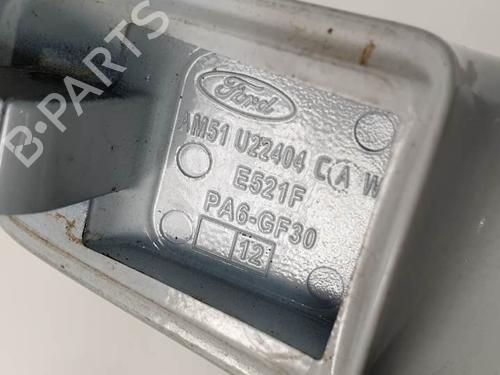 Ford
AM51 U22404 CA W
E521F
PA6-GF30
12
B-PARTS